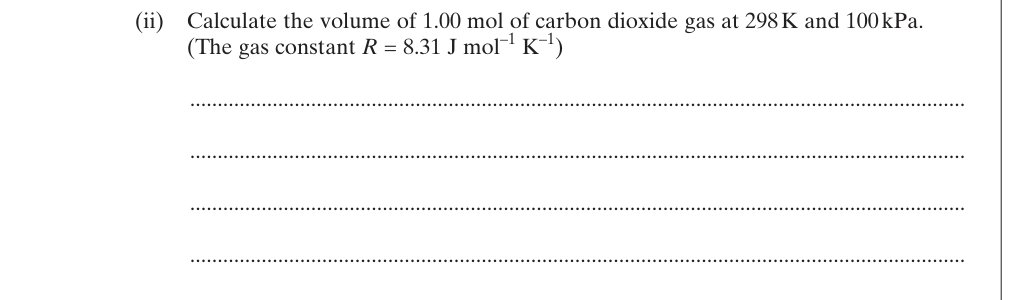 (ii) Calculate the volume of 1.00 mol of carbon dioxide gas at 298 K and 100 kPa.
(The gas constant R = 8.31 J mol⁻¹ K⁻¹)